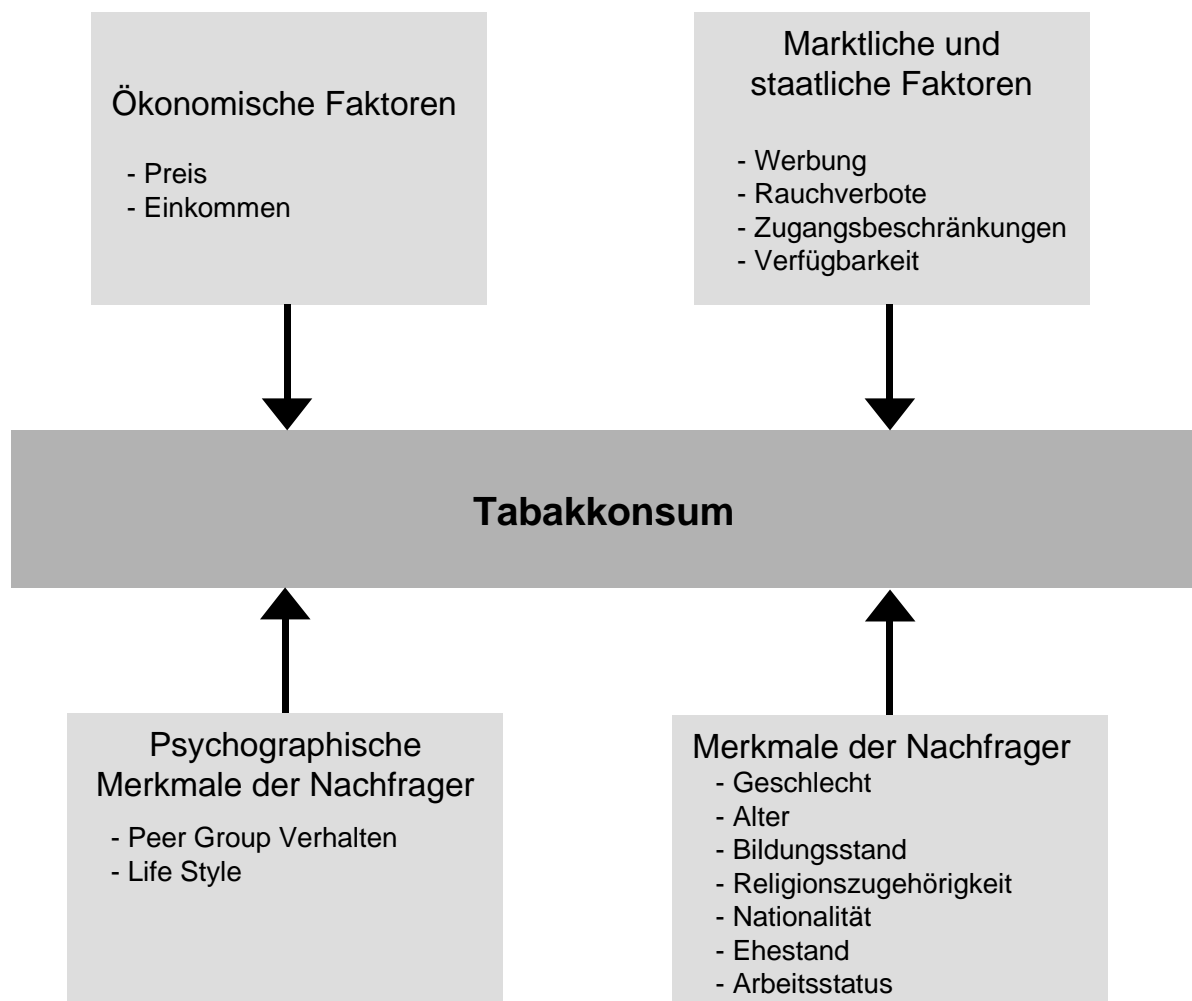 Ökonomische Faktoren
- Preis
- Einkommen
Marktliche und
staatliche Faktoren
- Werbung
- Rauchverbote
- Zugangsbeschränkungen
- Verfügbarkeit
Tabakkonsum
Psychographische
Merkmale der Nachfrager
- Peer Group Verhalten
- Life Style
Merkmale der Nachfrager
- Geschlecht
- Alter
- Bildungsstand
- Religionszugehörigkeit
- Nationalität
- Ehestand
- Arbeitsstatus